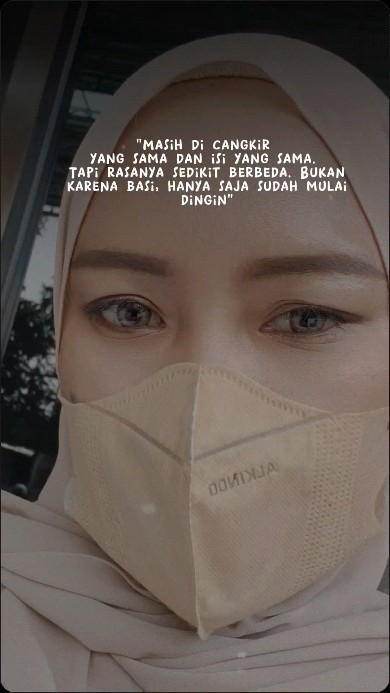 "MASiH Di CANGKiR
YANG SAMA DAN iSi YANG SAMA.
TAPi RASANYA SEDiKiT BERBEDA. BUKAN
KARENA BASi, HANYA SAJA SUDAH MULAi
DiNGiN"
ALKINDO